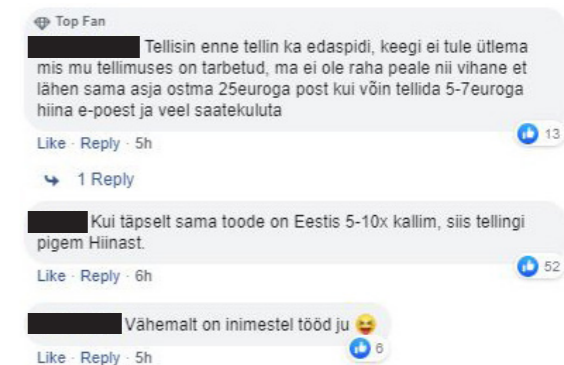 Top Fan
Tellisin enne tellin ka edaspidi, keegi ei tule ütlema
mis mu tellimuses on tarbetud, ma ei ole raha peale nii vihane et
lähen sama asja ostma 25euroga post kui võin tellida 5-7euroga
hiina e-poest ja veel saatekuluta
13
Like · Reply · 5h
1 Reply
Kui täpselt sama toode on Eestis 5-10x kallim, siis tellingi
pigem Hiinast.
52
Like · Reply · 6h
Vähemalt on inimestel tööd ju 😝
6
Like · Reply · 5h